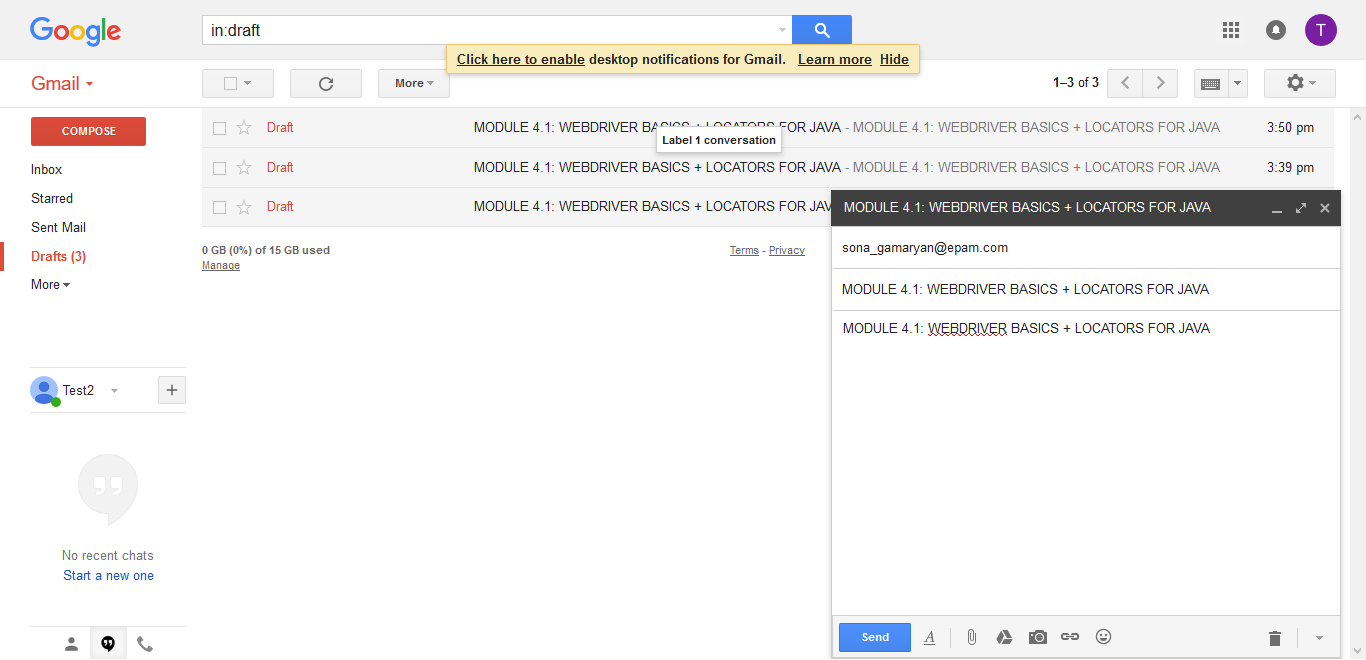 Google
in:draft
T
Click here to enable desktop notifications for Gmail. Learn more Hide
Gmail
More
1–3 of 3
COMPOSE
Inbox
Starred
Sent Mail
Drafts (3)
More
Draft MODULE 4.1: WEBDRIVER BASICS + LOCATORS FOR JAVA - MODULE 4.1: WEBDRIVER BASICS + LOCATORS FOR JAVA 3:50 pm
Label 1 conversation
Draft MODULE 4.1: WEBDRIVER BASICS + LOCATORS FOR JAVA - MODULE 4.1: WEBDRIVER BASICS + LOCATORS FOR JAVA 3:39 pm
Draft MODULE 4.1: WEBDRIVER BASICS + LOCATORS FOR JAV
0 GB (0%) of 15 GB used
Manage
Terms - Privacy
MODULE 4.1: WEBDRIVER BASICS + LOCATORS FOR JAVA
sona_gamaryan@epam.com
MODULE 4.1: WEBDRIVER BASICS + LOCATORS FOR JAVA
MODULE 4.1: WEBDRIVER BASICS + LOCATORS FOR JAVA
Send
A
Test2
No recent chats
Start a new one